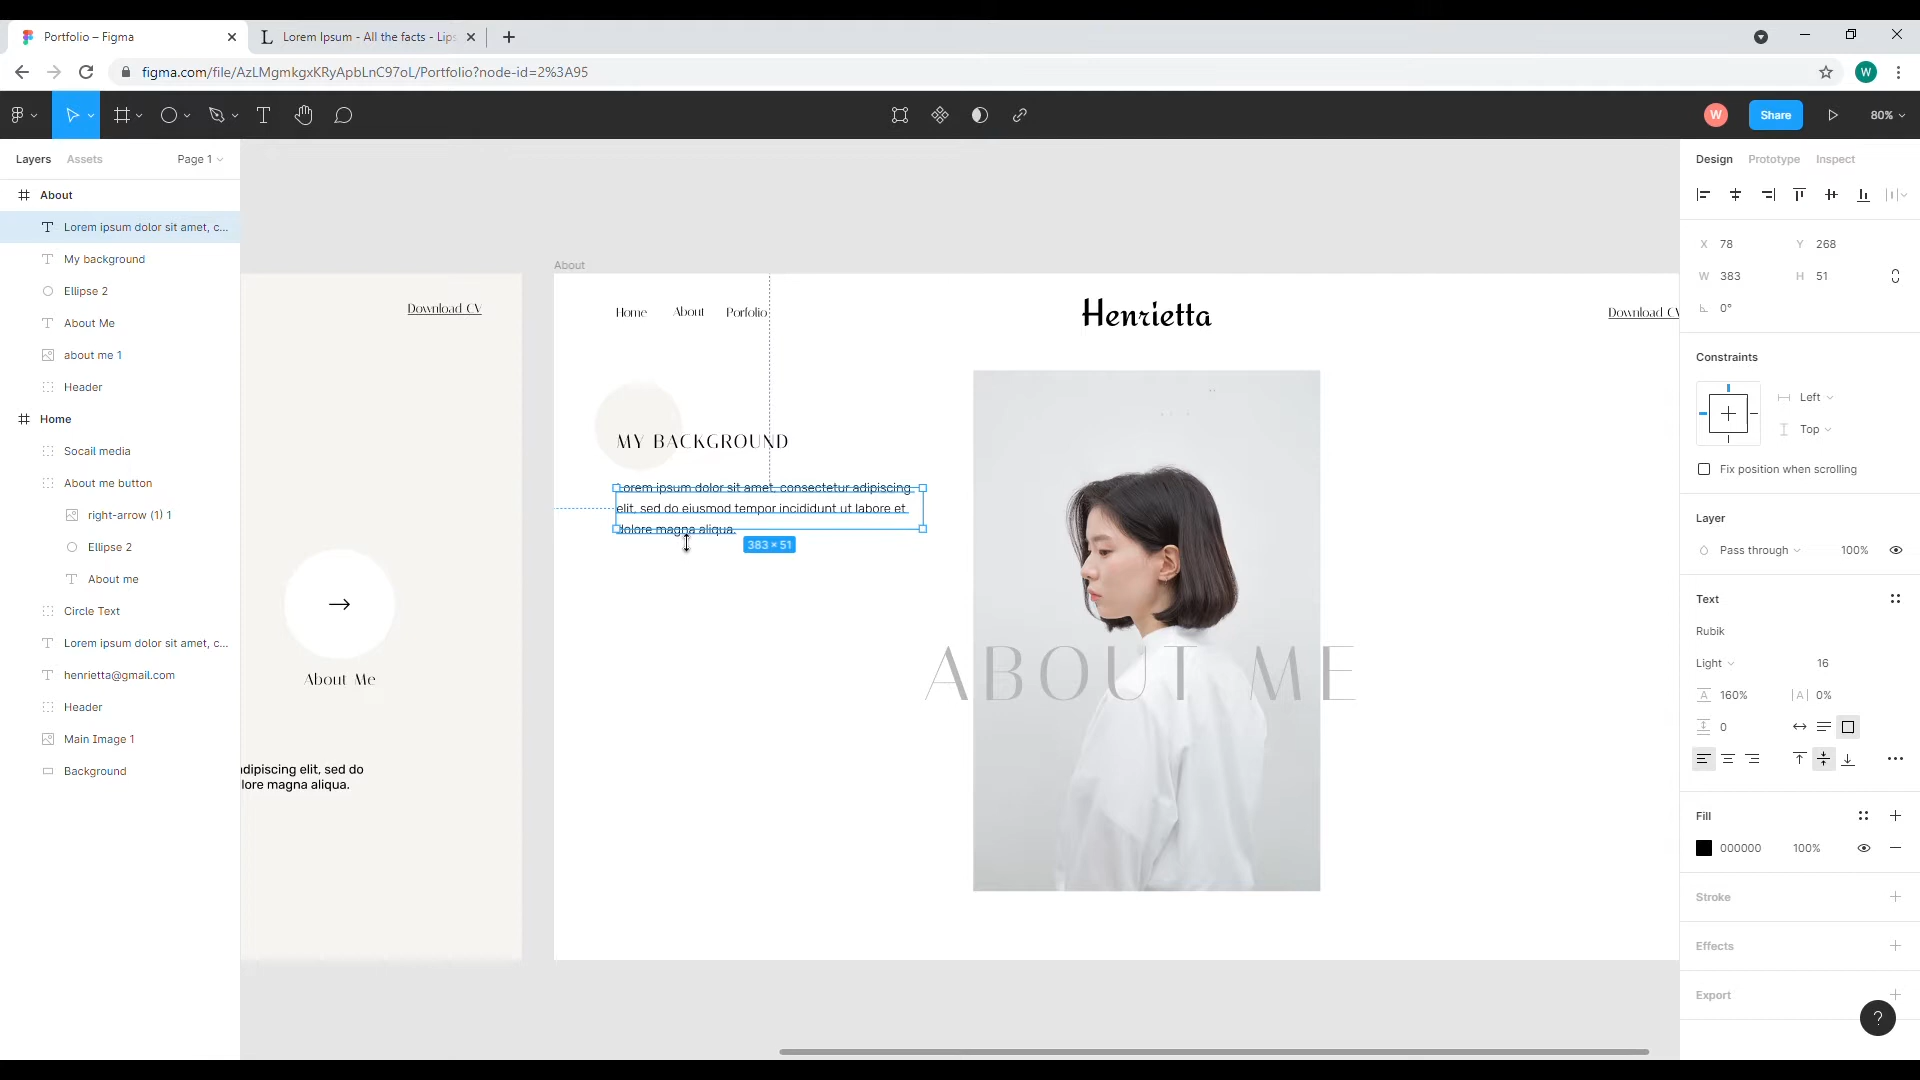 Portfolio – Figma
Lorem Ipsum - All the facts - Lips
figma.com/file/AzLMgmkgxKRyApbLnC97oL/Portfolio?node-id=2%3A95
W
W
Share
80%
Layers
Assets
Page 1
About
Lorem ipsum dolor sit amet, c...
My background
Ellipse 2
About Me
about me 1
Header
Home
Socail media
About me button
right-arrow (1) 1
Ellipse 2
About me
Circle Text
Lorem ipsum dolor sit amet, c...
henrietta@gmail.com
Header
Main Image 1
Background
Download CV
About Me
adipiscing elit, sed do
lore magna aliqua.
About
Home
About
Porfolio
Henrietta
Download CV
MY BACKGROUND
Lorem ipsum dolor sit amet, consectetur adipiscing
elit, sed do eiusmod tempor incididunt ut labore et
dolore magna aliqua.
383 × 51
ABOUT ME
Design
Prototype
Inspect
X 78
Y 268
W 383
H 51
0°
Constraints
Left
Top
Fix position when scrolling
Layer
Pass through
100%
Text
Rubik
Light
16
A 160%
|A| 0%
0
Fill
000000
100%
Stroke
Effects
Export
?